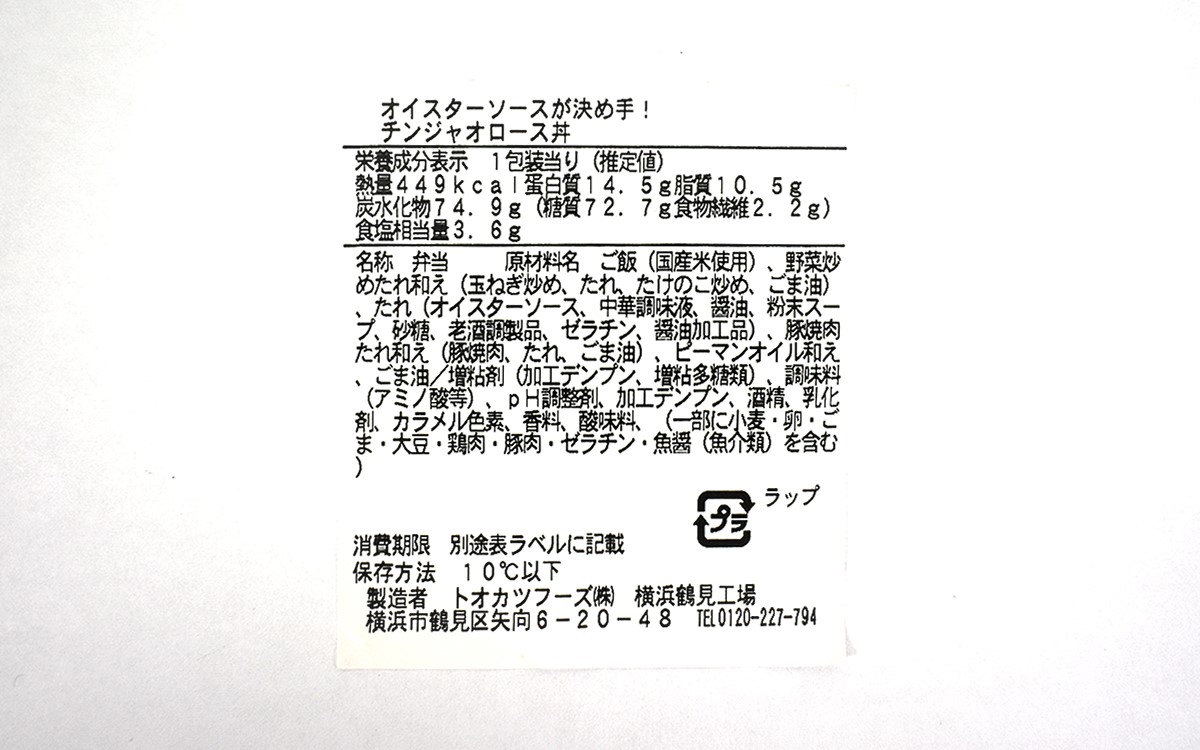 オイスターソースが決め手！
チンジャオロース丼
栄養成分表示　１包装当り（推定値）
熱量４４９ｋｃａｌ蛋白質１４．５ｇ脂質１０．５ｇ
炭水化物７４．９ｇ（糖質７２．７ｇ食物繊維２．２ｇ）
食塩相当量３．６ｇ
名称　弁当　　　原材料名　ご飯（国産米使用）、野菜炒
めたれ和え（玉ねぎ炒め、たれ、たけのこ炒め、ごま油）
、たれ（オイスターソース、中華調味液、醤油、粉末スー
プ、砂糖、老酒調製品、ゼラチン、醤油加工品）、豚焼肉
たれ和え（豚焼肉、たれ、ごま油）、ピーマンオイル和え
、ごま油／増粘剤（加工デンプン、増粘多糖類）、調味料
（アミノ酸等）、ｐＨ調整剤、加工デンプン、酒精、乳化
剤、カラメル色素、香料、酸味料、（一部に小麦・卵・ご
ま・大豆・鶏肉・豚肉・ゼラチン・魚醤（魚介類）を含む
）
プラ　ラップ
消費期限　別途表ラベルに記載
保存方法　１０℃以下
製造者　トオカツフーズ㈱　横浜鶴見工場
横浜市鶴見区矢向６－２０－４８　TEL0120-227-794